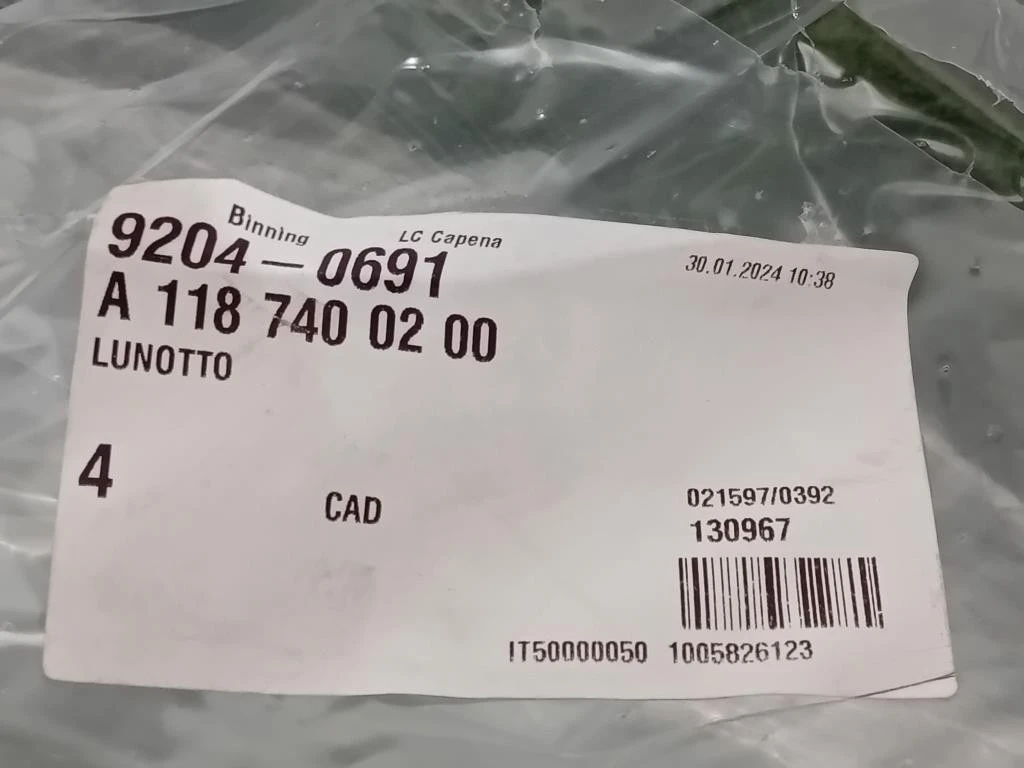 Binning LC Capena
9204-0691 30.01.2024 10:38
A 118 740 02 00
LUNOTTO
4 CAD 021597/0392
130967
IT50000050 1005826123